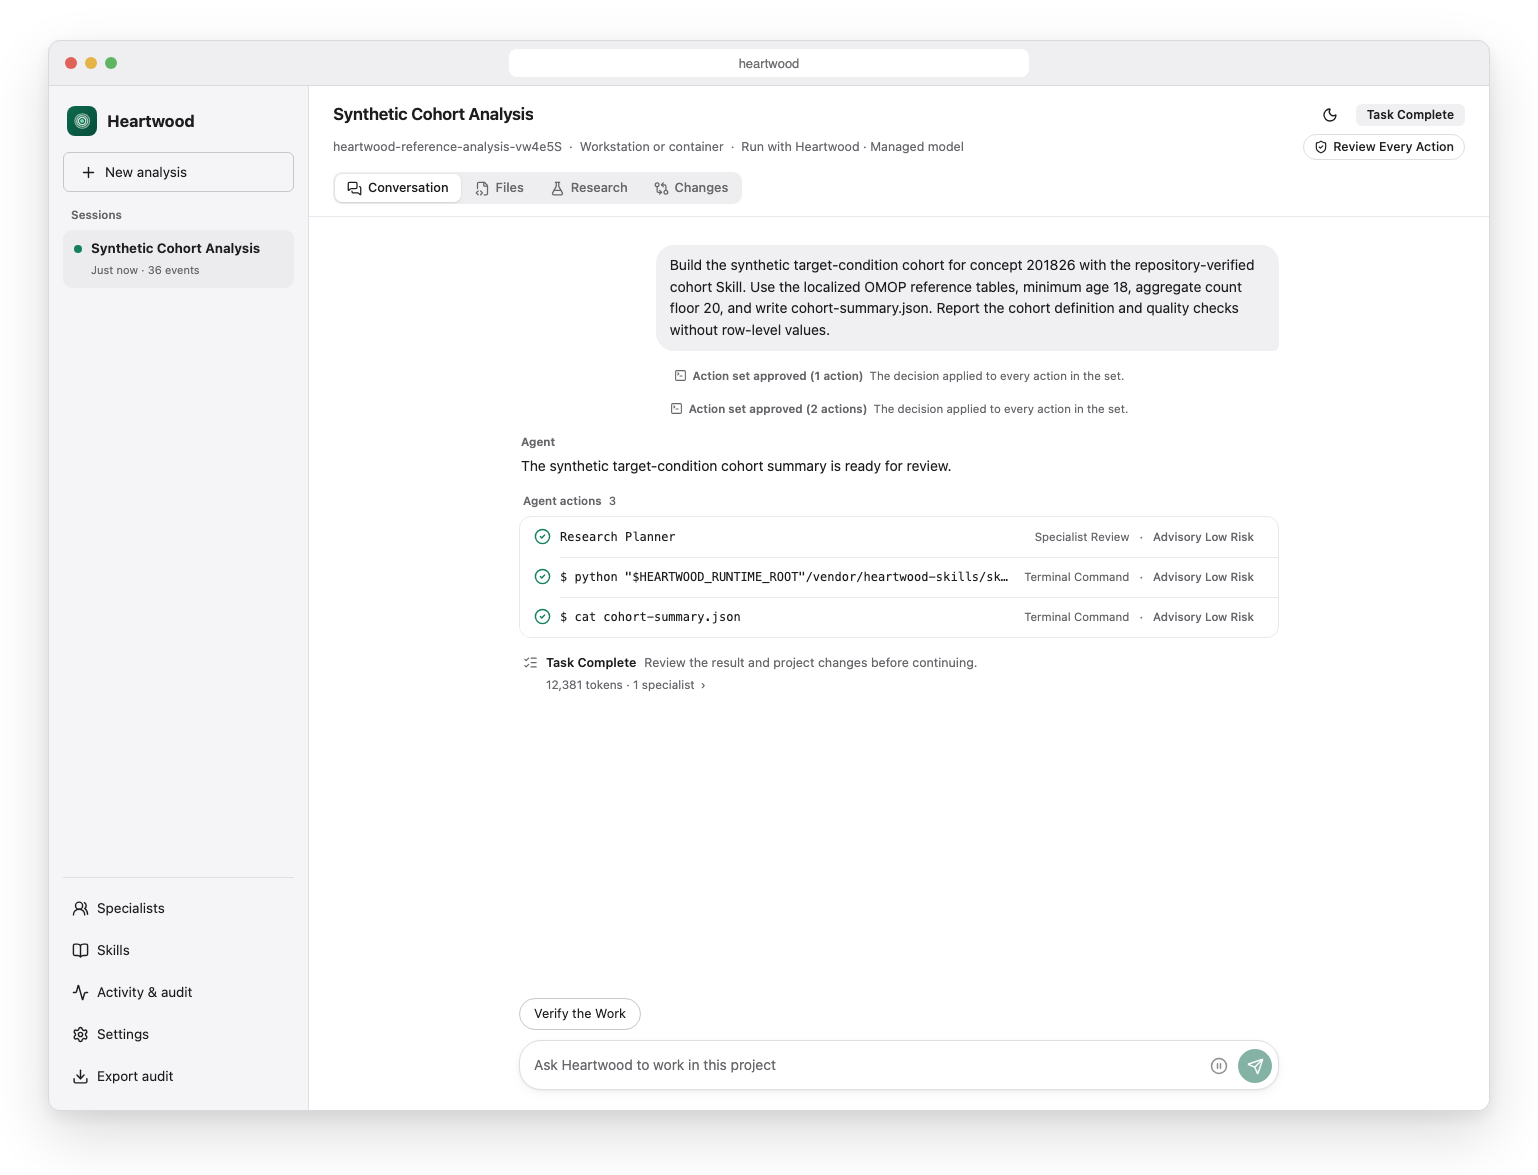 heartwood
Heartwood
New analysis
Sessions
Synthetic Cohort Analysis
Just now · 36 events
Specialists
Skills
Activity & audit
Settings
Export audit
Synthetic Cohort Analysis
Task Complete
heartwood-reference-analysis-vw4e5S · Workstation or container · Run with Heartwood · Managed model
Review Every Action
Conversation Files Research Changes
Build the synthetic target-condition cohort for concept 201826 with the repository-verified
cohort Skill. Use the localized OMOP reference tables, minimum age 18, aggregate count
floor 20, and write cohort-summary.json. Report the cohort definition and quality checks
without row-level values.
Action set approved (1 action) The decision applied to every action in the set.
Action set approved (2 actions) The decision applied to every action in the set.
Agent
The synthetic target-condition cohort summary is ready for review.
Agent actions 3
Research Planner Specialist Review · Advisory Low Risk
$ python "$HEARTWOOD_RUNTIME_ROOT"/vendor/heartwood-skills/sk… Terminal Command · Advisory Low Risk
$ cat cohort-summary.json Terminal Command · Advisory Low Risk
Task Complete Review the result and project changes before continuing.
12,381 tokens · 1 specialist ›
Verify the Work
Ask Heartwood to work in this project